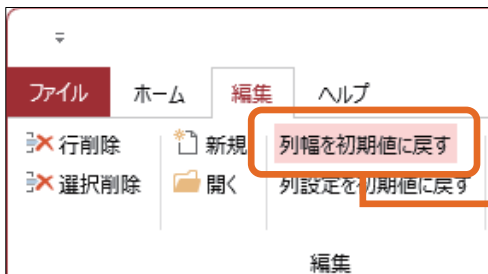 ファイル ホーム 編集 ヘルプ
行削除 新規 列幅を初期値に戻す
選択削除 開く 列設定を初期値に戻す
編集